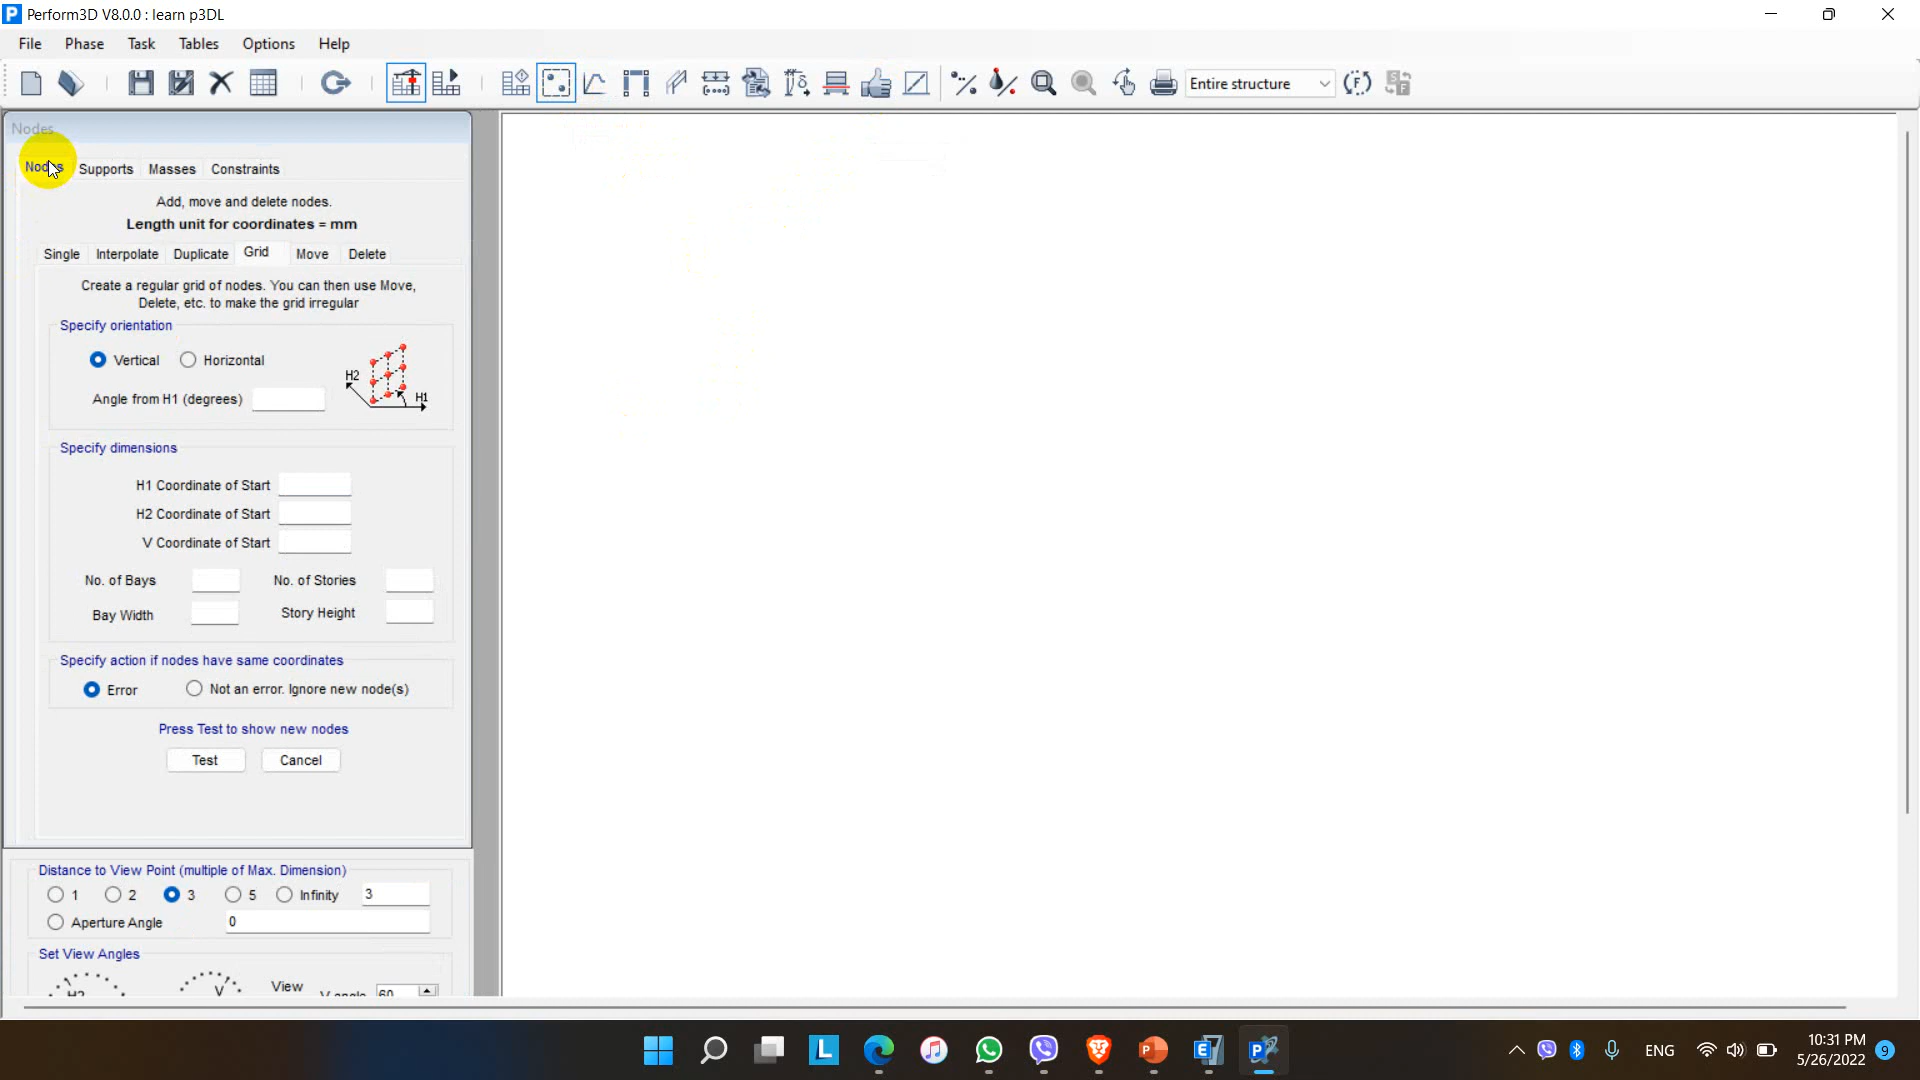 Perform3D V8.0.0 : learn p3DL
File Phase Task Tables Options Help
Entire structure
Nodes
Nodes Supports Masses Constraints
Add, move and delete nodes.
Length unit for coordinates = mm
Single Interpolate Duplicate Grid Move Delete
Create a regular grid of nodes. You can then use Move,
Delete, etc. to make the grid irregular
Specify orientation
Vertical Horizontal
H2
Angle from H1 (degrees)
H1
Specify dimensions
H1 Coordinate of Start
H2 Coordinate of Start
V Coordinate of Start
No. of Bays No. of Stories
Bay Width Story Height
Specify action if nodes have same coordinates
Error Not an error. Ignore new node(s)
Press Test to show new nodes
Test Cancel
Distance to View Point (multiple of Max. Dimension)
1 2 3 5 Infinity 3
Aperture Angle 0
Set View Angles
H2 V View V angle 60
ENG
10:31 PM
5/26/2022
9